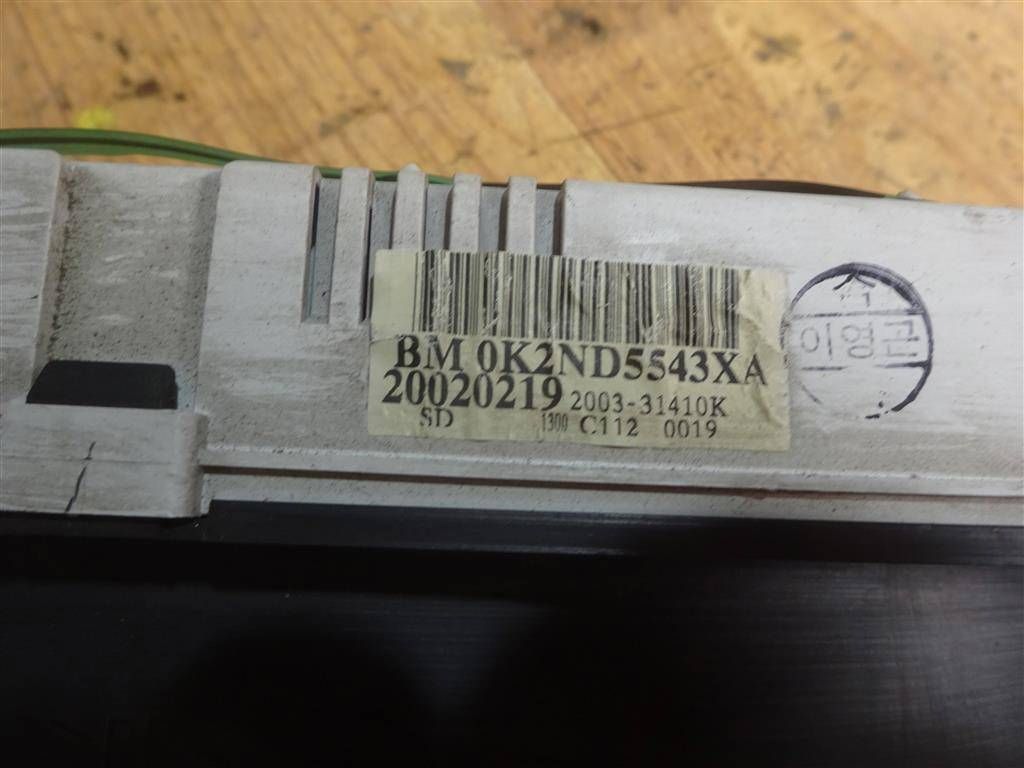 BM 0K2ND5543XA
20020219 2003-31410K
SD 1300 C112 0019